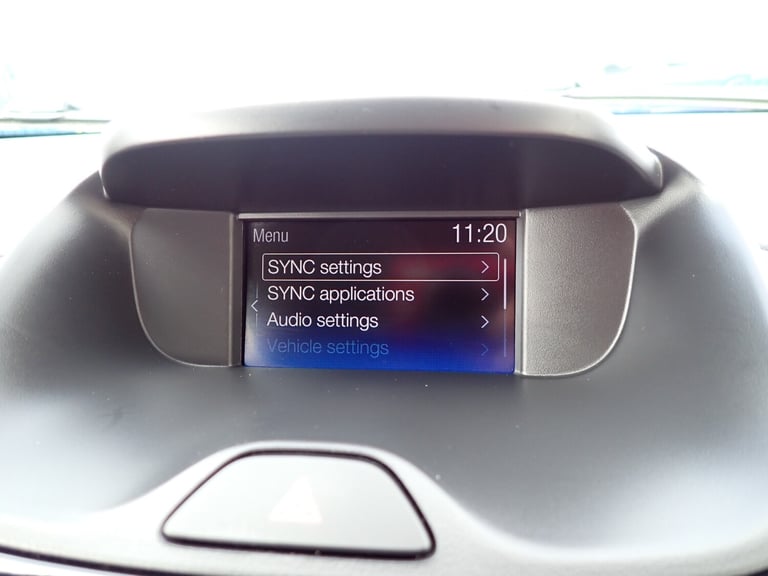 Menu 11:20
SYNC settings
SYNC applications
Audio settings
Vehicle settings